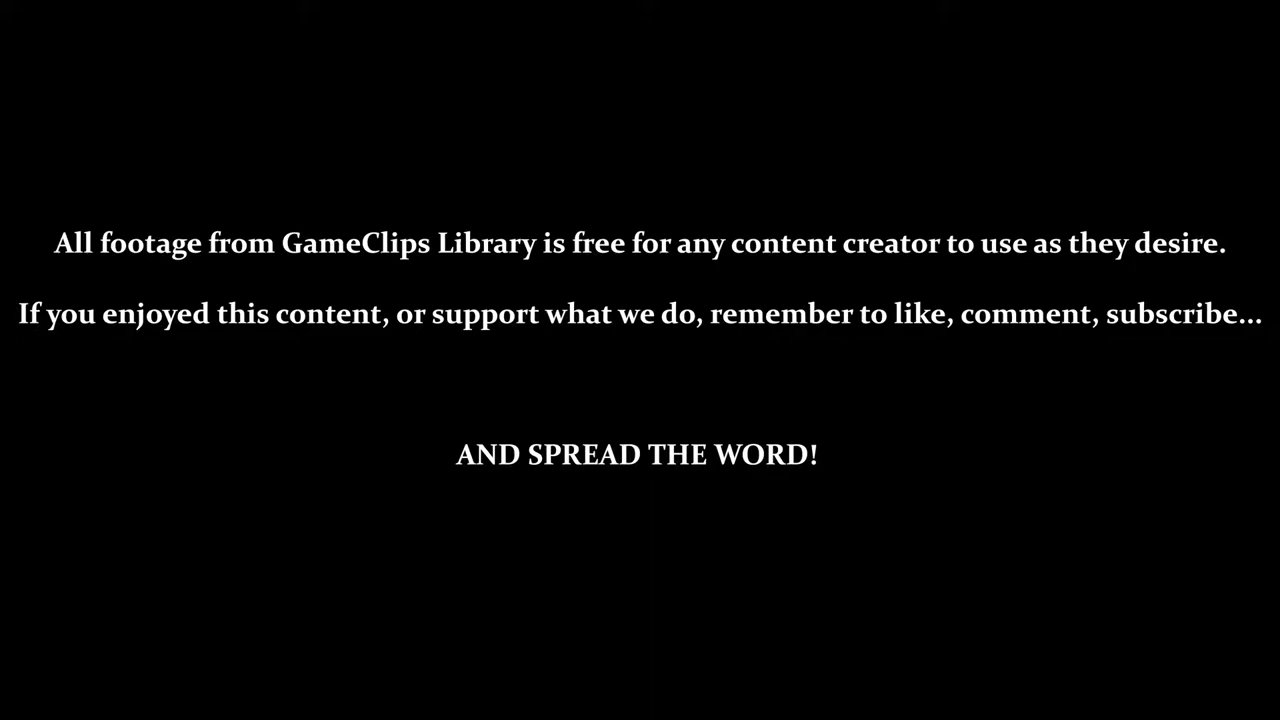 All footage from GameClips Library is free for any content creator to use as they desire.
If you enjoyed this content, or support what we do, remember to like, comment, subscribe...
AND SPREAD THE WORD!